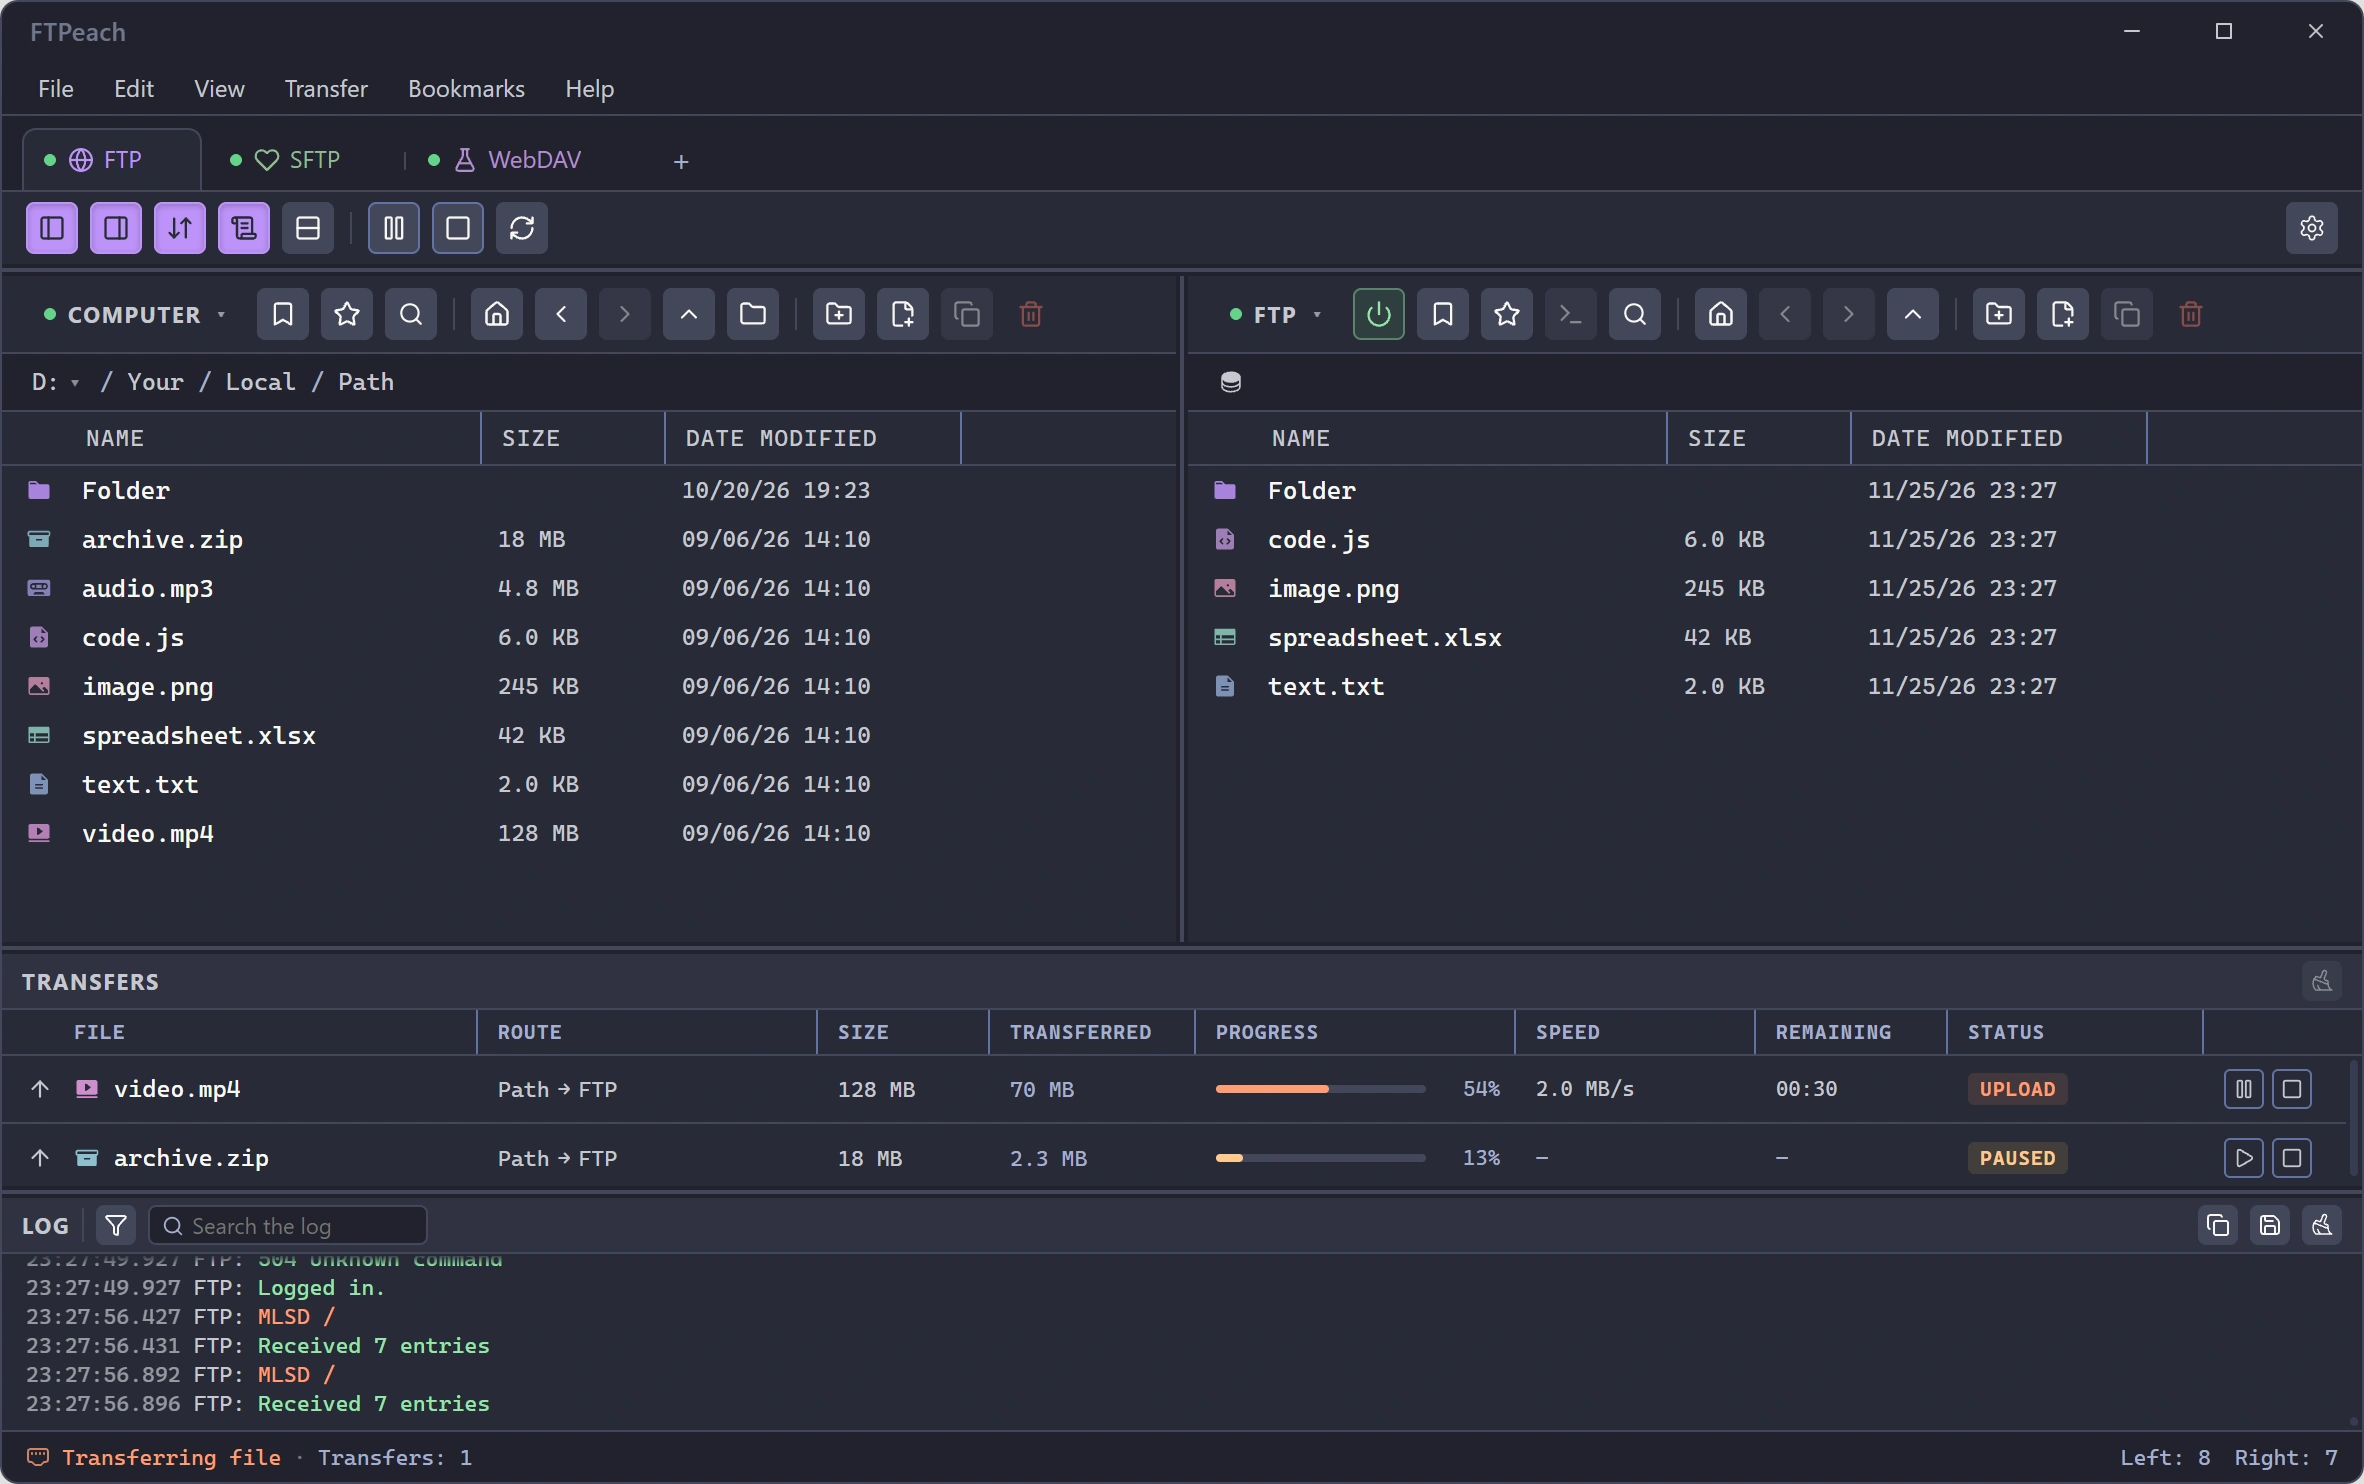 FTPeach
File Edit View Transfer Bookmarks Help
FTP SFTP WebDAV +
COMPUTER
D: / Your / Local / Path
NAME SIZE DATE MODIFIED
Folder 10/20/26 19:23
archive.zip 18 MB 09/06/26 14:10
audio.mp3 4.8 MB 09/06/26 14:10
code.js 6.0 KB 09/06/26 14:10
image.png 245 KB 09/06/26 14:10
spreadsheet.xlsx 42 KB 09/06/26 14:10
text.txt 2.0 KB 09/06/26 14:10
video.mp4 128 MB 09/06/26 14:10
FTP
NAME SIZE DATE MODIFIED
Folder 11/25/26 23:27
code.js 6.0 KB 11/25/26 23:27
image.png 245 KB 11/25/26 23:27
spreadsheet.xlsx 42 KB 11/25/26 23:27
text.txt 2.0 KB 11/25/26 23:27
TRANSFERS
FILE ROUTE SIZE TRANSFERRED PROGRESS SPEED REMAINING STATUS
video.mp4 Path → FTP 128 MB 70 MB 54% 2.0 MB/s 00:30 UPLOAD
archive.zip Path → FTP 18 MB 2.3 MB 13% — — PAUSED
LOG Search the log
23:27:49.927 FTP: 504 Unknown command
23:27:49.927 FTP: Logged in.
23:27:56.427 FTP: MLSD /
23:27:56.431 FTP: Received 7 entries
23:27:56.892 FTP: MLSD /
23:27:56.896 FTP: Received 7 entries
Transferring file · Transfers: 1
Left: 8 Right: 7